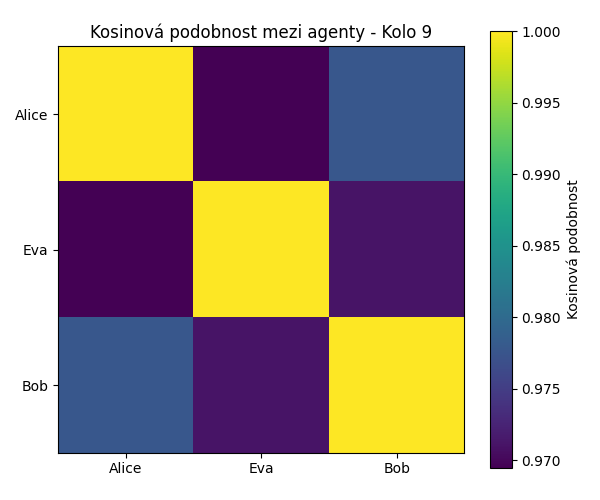 Kosinová podobnost mezi agenty - Kolo 9
Alice
Eva
Bob
Alice
Eva
Bob
1.000
0.995
0.990
0.985
0.980
0.975
0.970
Kosinová podobnost